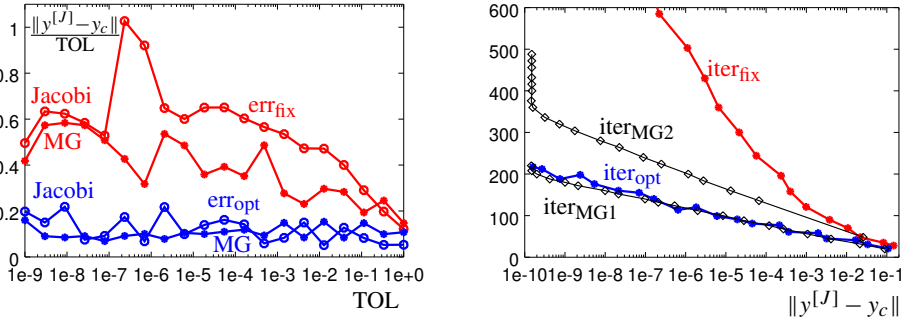 1
0.8
0.6
0.4
0.2
0
‖y^[J]−y_c‖
TOL
Jacobi
MG
err_fix
Jacobi
err_opt
MG
1e-9 1e-8 1e-7 1e-6 1e-5 1e-4 1e-3 1e-2 1e-1 1e+0
TOL
600
500
400
300
200
100
0
iter_fix
iter_MG2
iter_opt
iter_MG1
1e-10 1e-9 1e-8 1e-7 1e-6 1e-5 1e-4 1e-3 1e-2 1e-1
‖y^[J] − y_c‖